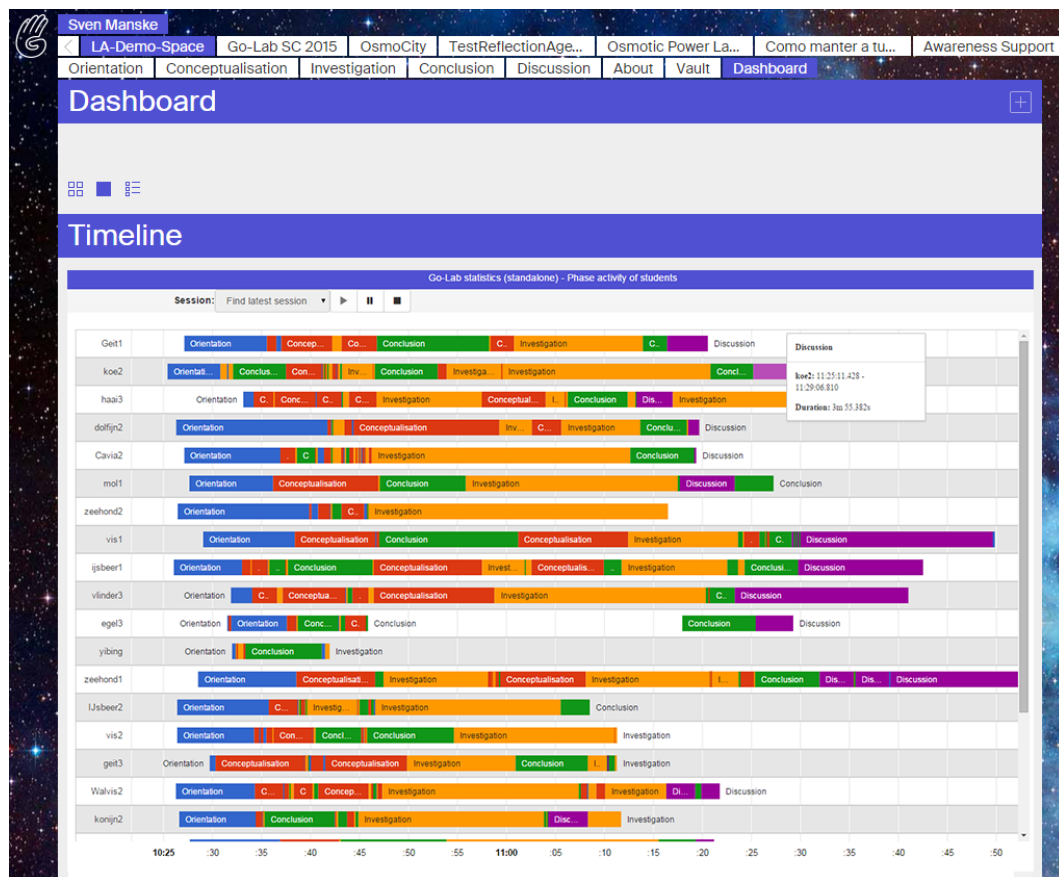 Sven Manske
LA-Demo-Space Go-Lab SC 2015 OsmoCity TestReflectionAge... Osmotic Power La... Como manter a tu... Awareness Support
Orientation Conceptualisation Investigation Conclusion Discussion About Vault Dashboard
Dashboard
Timeline
Go-Lab statistics (standalone) - Phase activity of students
Session: Find latest session
Geit1 Orientation Concep... Co... Conclusion C.. Investigation C.. Discussion
Discussion
koe2: 11:25:11.428 -
11:29:06.810
Duration: 3m 55.382s
koe2 Orientati... Conclus... Con... Inv... Conclusion Investiga... Investigation Concl...
haai3 Orientation C. Conc... C.. C... Investigation Conceptual... I.. Conclusion Dis... Investigation
dolfijn2 Orientation Conceptualisation Inv... C... Investigation Conclu... Discussion
Cavia2 Orientation . C Investigation Conclusion Discussion
mol1 Orientation Conceptualisation Conclusion Investigation Discussion Conclusion
zeehond2 Orientation C.. Investigation
vis1 Orientation Conceptualisation Conclusion Conceptualisation Investigation . C. Discussion
ijsbeer1 Orientation . .. Conclusion Conceptualisation Invest... Conceptualis... .. Investigation Conclusi... Discussion
vlinder3 Orientation C.. Conceptua... . Conceptualisation Investigation C.. Discussion
egel3 Orientation Orientation Conc... C. Conclusion Conclusion Discussion
yibing Orientation Conclusion Investigation
zeehond1 Orientation Conceptualisati... Investigation Conceptualisation Investigation I... Conclusion Dis... Dis... Discussion
IJsbeer2 Orientation C... Investig... Investigation Conclusion
vis2 Orientation Con... Concl... Conclusion Investigation Investigation
geit3 Orientation Conceptualisation Conceptualisation Investigation Conclusion I.. Investigation
Walvis2 Orientation C... C Concep... Investigation Investigation Di... Discussion
konijn2 Orientation Conclusion Investigation Disc... Investigation
10:25 :30 :35 :40 :45 :50 :55 11:00 :05 :10 :15 :20 :25 :30 :35 :40 :45 :50